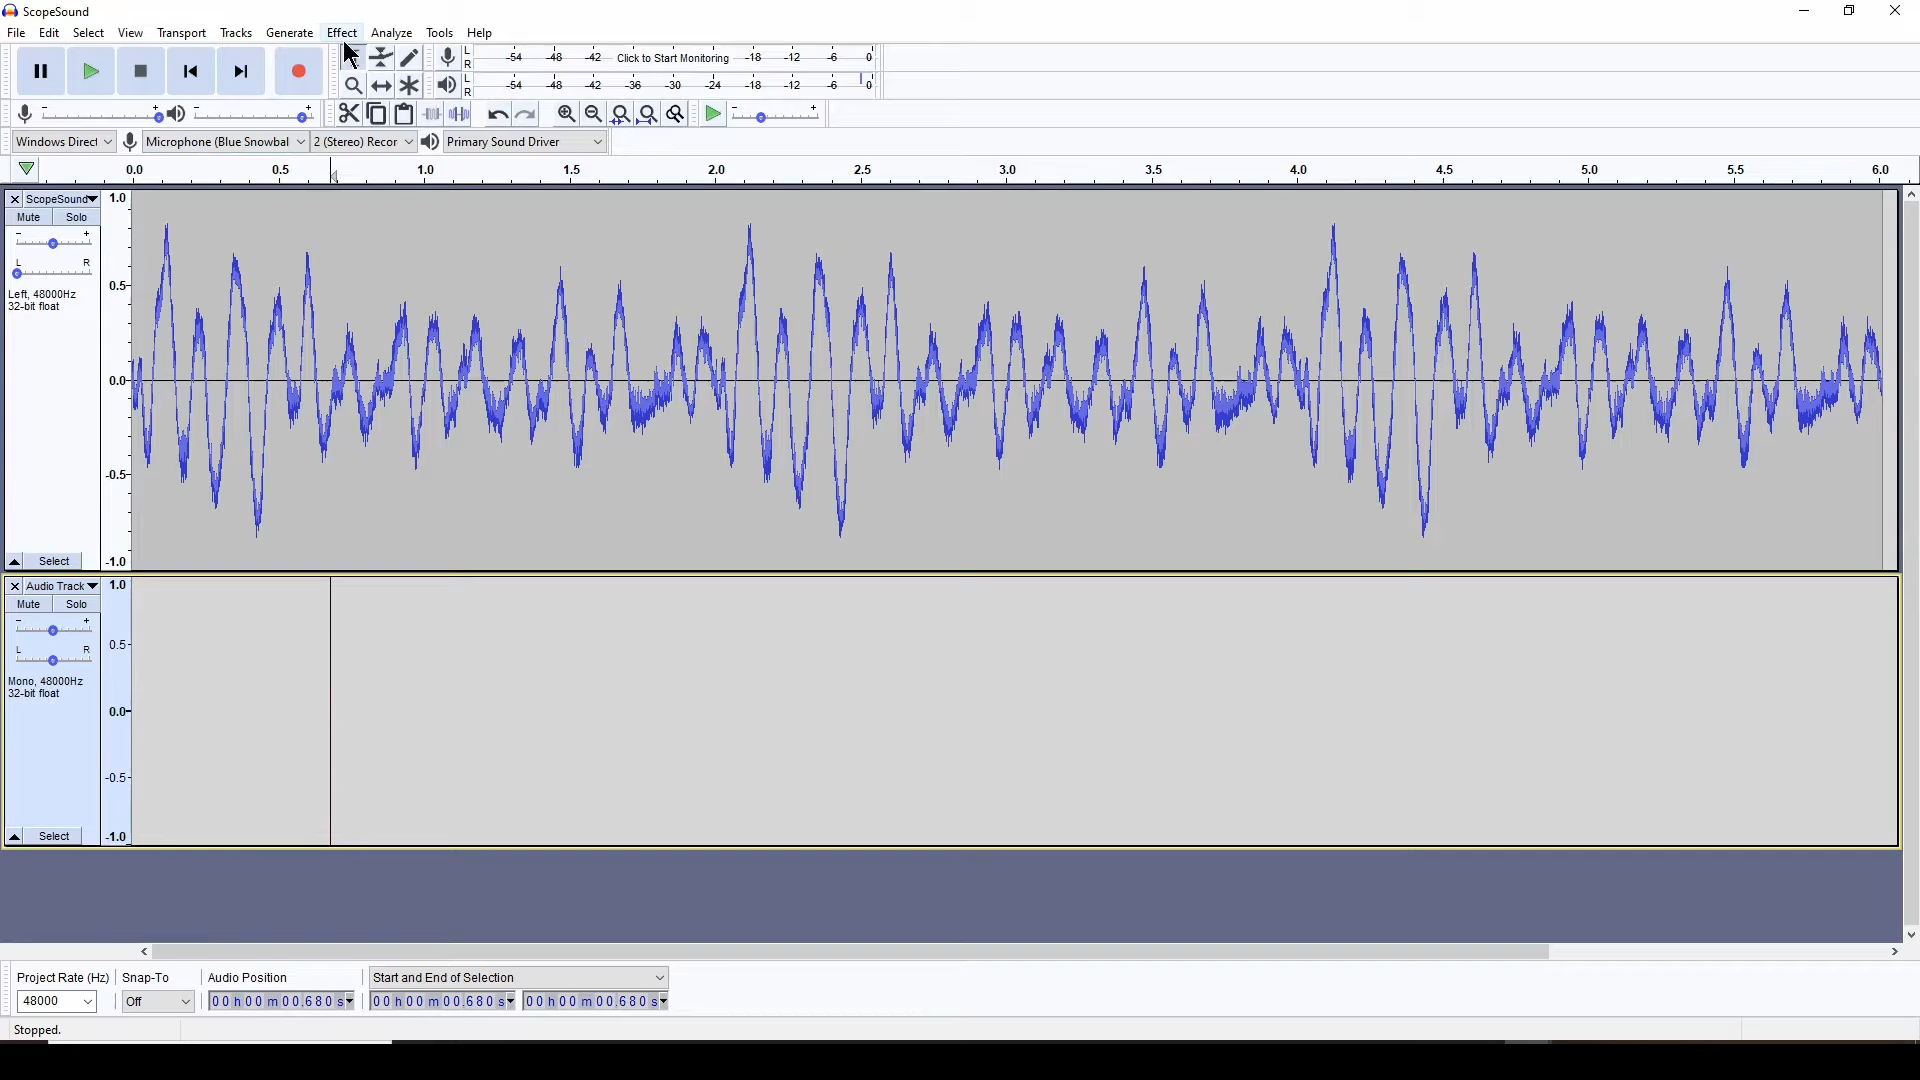 ScopeSound
File Edit Select View Transport Tracks Generate Effect Analyze Tools Help
L R -54 -48 -42 Click to Start Monitoring -18 -12 -6 0
L R -54 -48 -42 -36 -30 -24 -18 -12 -6 0
Windows Direct Microphone (Blue Snowbal 2 (Stereo) Recor Primary Sound Driver
0.0 0.5 1.0 1.5 2.0 2.5 3.0 3.5 4.0 4.5 5.0 5.5 6.0
ScopeSound
Mute Solo
- +
L R
Left, 48000Hz
32-bit float
Select
1.0
0.5-
0.0-
-0.5-
-1.0
Audio Track
Mute Solo
- +
L R
Mono, 48000Hz
32-bit float
Select
1.0
0.5-
0.0-
-0.5-
-1.0
Project Rate (Hz) Snap-To Audio Position Start and End of Selection
48000 Off 00 h 00 m 00.680 s 00 h 00 m 00.680 s 00 h 00 m 00.680 s
Stopped.